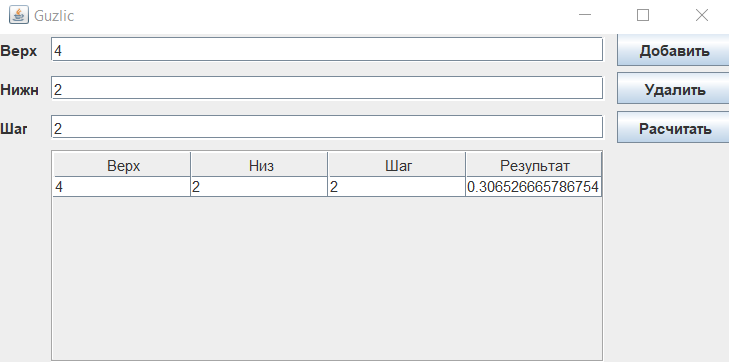 Guzlic
Верх 4 Добавить
Нижн 2 Удалить
Шаг 2 Расчитать
Верх Низ Шаг Результат
4 2 2 0.306526665786754